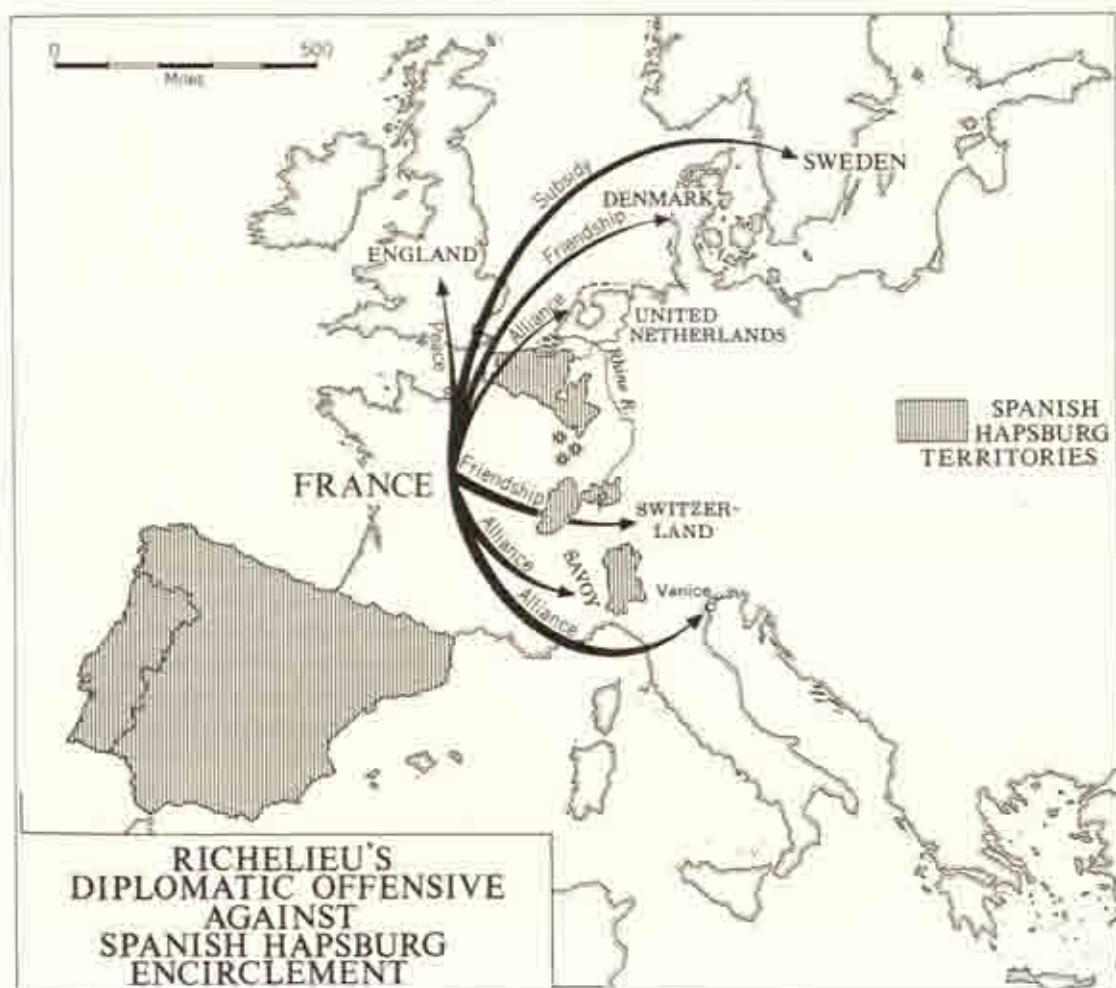 0 500
Miles
SWEDEN
Subsidy
DENMARK
Friendship
ENGLAND
Alliance
UNITED
NETHERLANDS
Peace
Rhine R.
SPANISH
HAPSBURG
TERRITORIES
FRANCE
Friendship
SWITZER-
LAND
Alliance
SAVOY
Venice
Alliance
RICHELIEU'S
DIPLOMATIC OFFENSIVE
AGAINST
SPANISH HAPSBURG
ENCIRCLEMENT